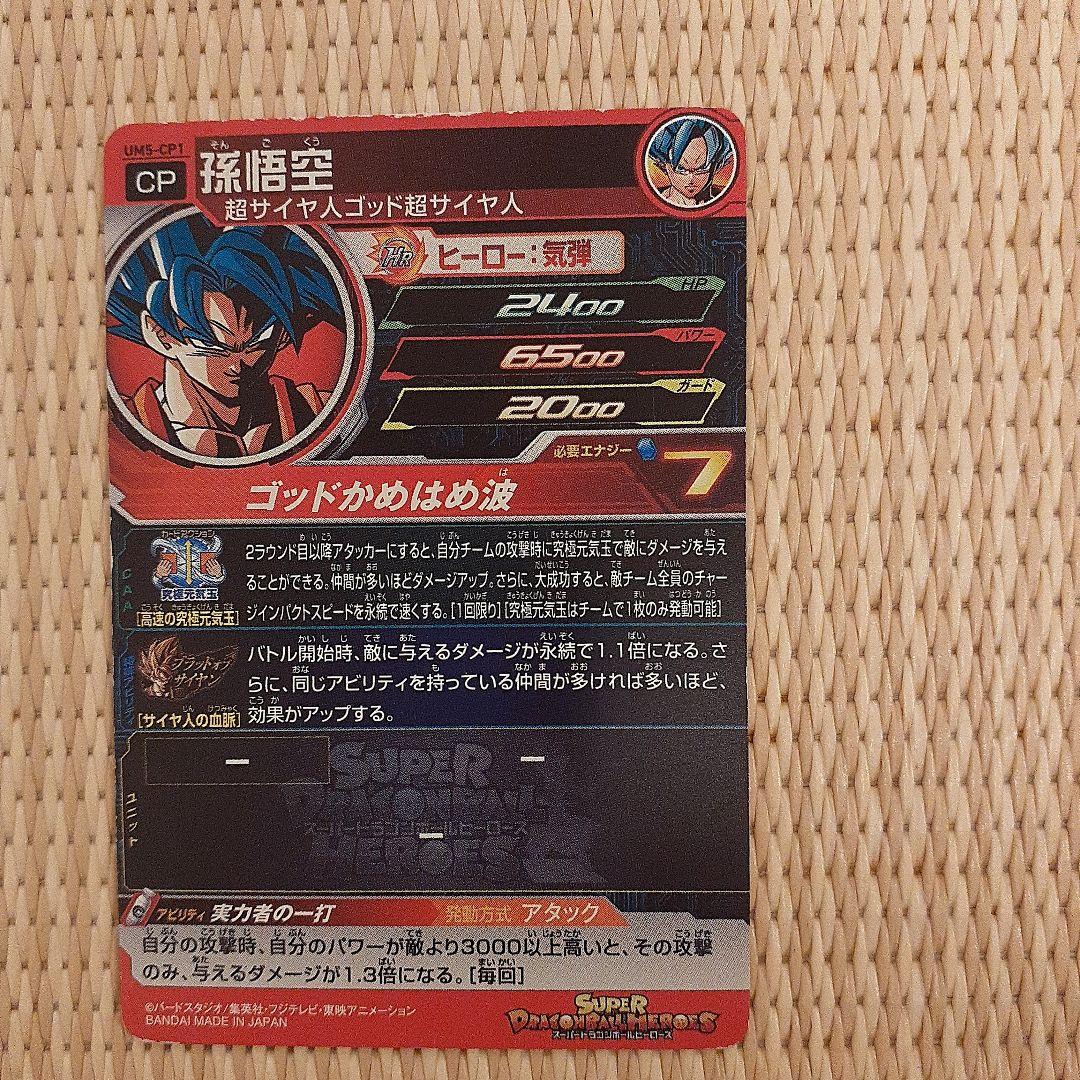 UM5-CP1
CP
そん ご くう
孫悟空
超サイヤ人ゴッド超サイヤ人
HR
ヒーロー:気弾
HP
2400
パワー
6500
ガード
2000
必要エナジー
7
は
ゴッドかめはめ波
CAA
カードアクション
究極元気玉
[高速の究極元気玉]
2ラウンド目以降アタッカーにすると、自分チームの攻撃時に究極元気玉で敵にダメージを与え
ることができる。仲間が多いほどダメージアップ。さらに、大成功すると、敵チーム全員のチャー
ジインパクトスピードを永続で速くする。[1回限り][究極元気玉はチームで1枚のみ発動可能]
ブラッドオブ
サイヤン
[サイヤ人の血脈]
バトル開始時、敵に与えるダメージが永続で1.1倍になる。さ
らに、同じアビリティを持っている仲間が多ければ多いほど、
効果がアップする。
ユニット
ー
ー
ー
SUPER
DRAGONBALL
スーパードラゴンボールヒーローズ
HEROES
アビリティ 実力者の一打
発動方式 アタック
自分の攻撃時、自分のパワーが敵より3000以上高いと、その攻撃
のみ、与えるダメージが1.3倍になる。[毎回]
©バードスタジオ/集英社・フジテレビ・東映アニメーション
BANDAI MADE IN JAPAN
SUPER
DRAGONBALL HEROES
スーパードラゴンボールヒーローズ